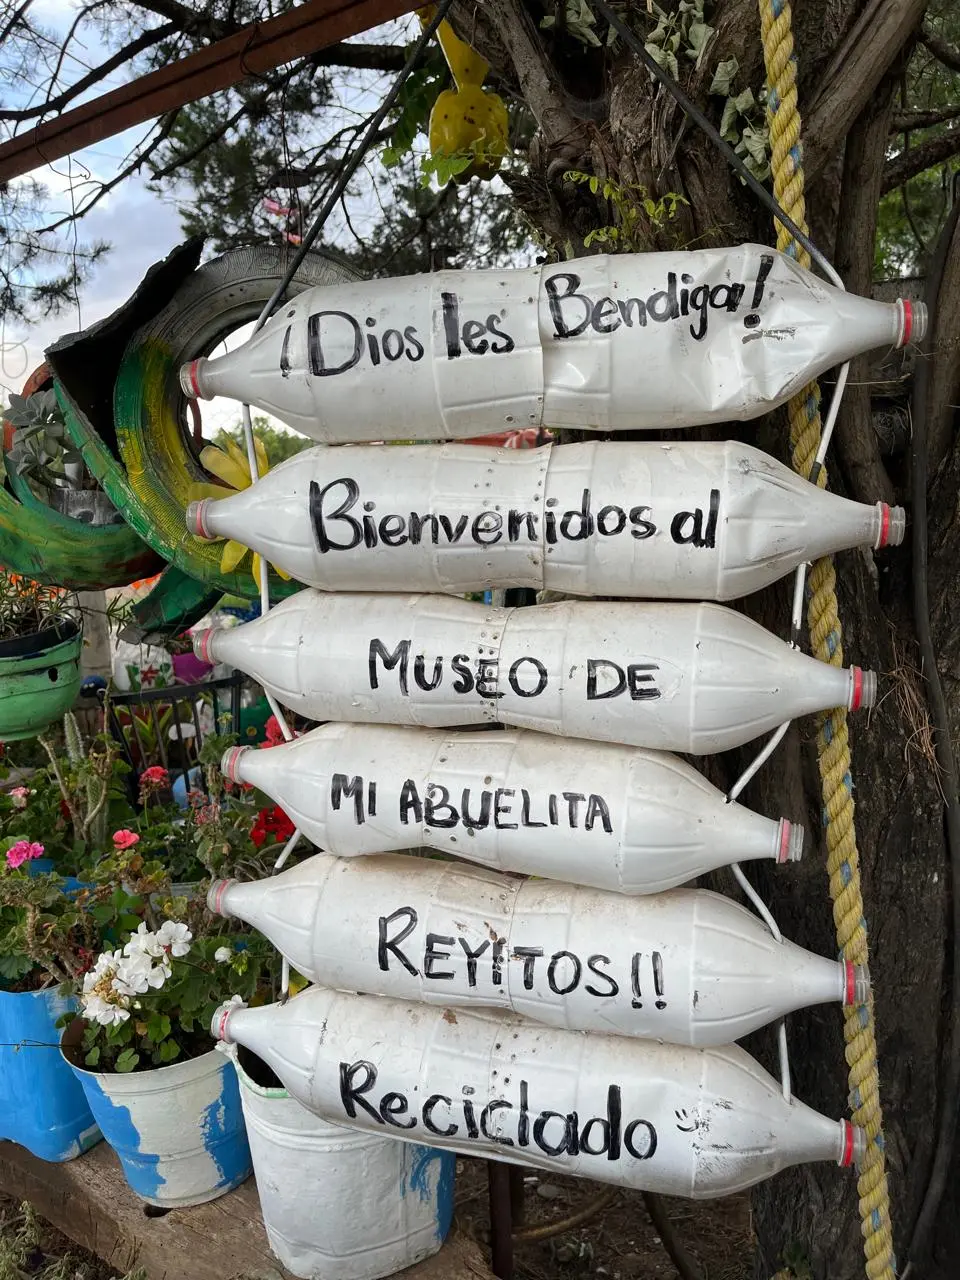 ¡Dios les Bendiga!
Bienvenidos al
MUSEO DE
MI ABUELITA
REYITOS!!
Reciclado